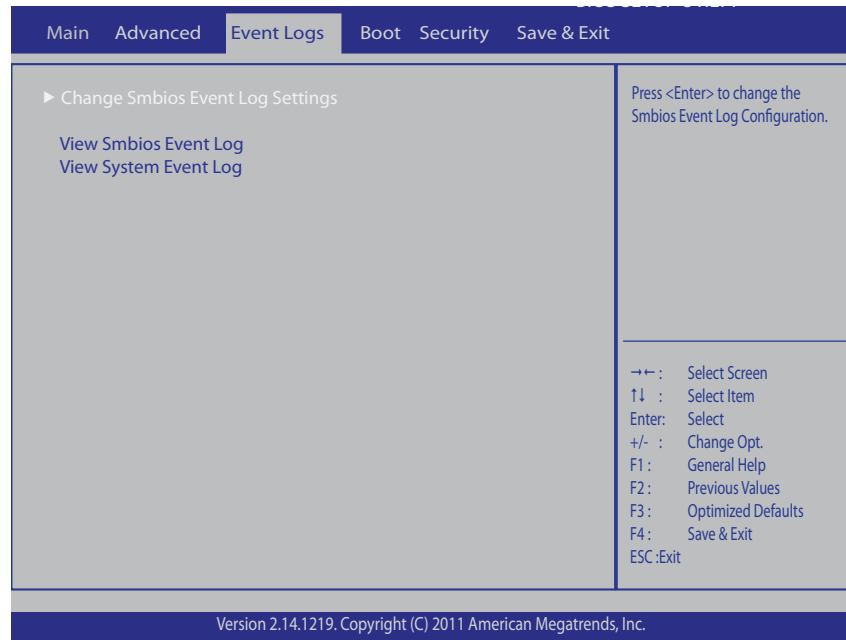 Main Advanced Event Logs Boot Security Save & Exit
► Change Smbios Event Log Settings
View Smbios Event Log
View System Event Log
Press <Enter> to change the
Smbios Event Log Configuration.
→← : Select Screen
↑↓ : Select Item
Enter: Select
+/- : Change Opt.
F1 : General Help
F2 : Previous Values
F3 : Optimized Defaults
F4 : Save & Exit
ESC :Exit
Version 2.14.1219. Copyright (C) 2011 American Megatrends, Inc.